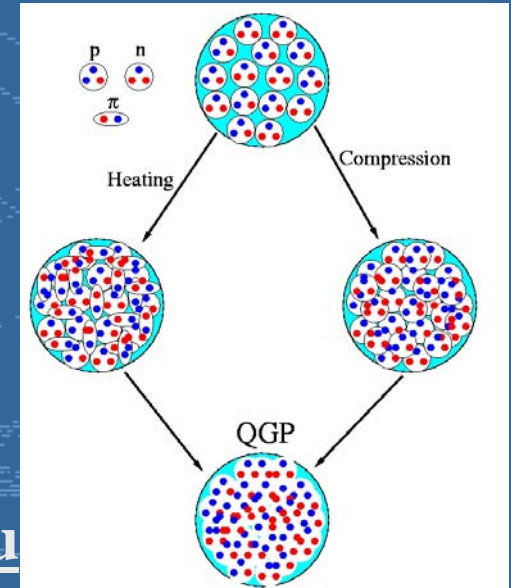 p n
π
Heating
Compression
QGP
u